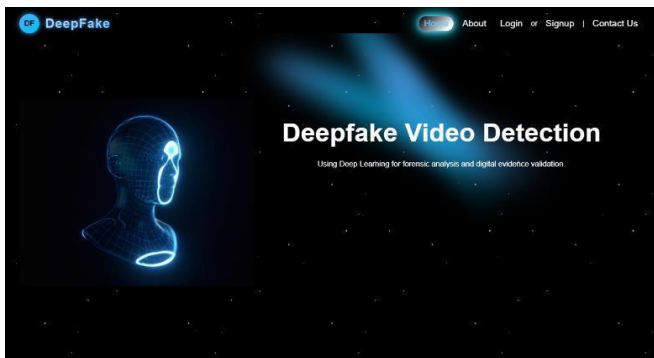 DF DeepFake Home About Login or Signup | Contact Us
Deepfake Video Detection
Using Deep Learning for forensic analysis and digital evidence validation.